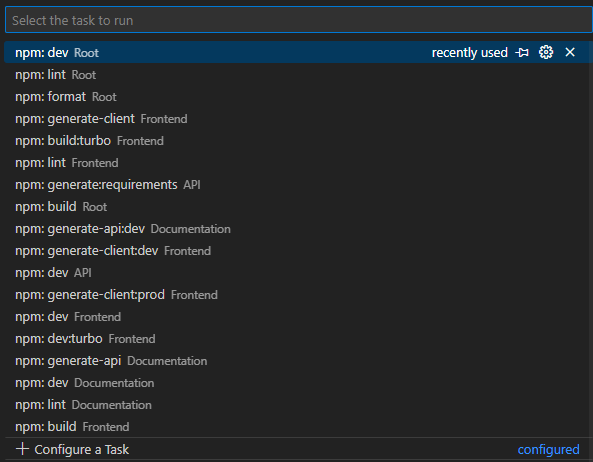 Select the task to run
npm: dev Root recently used
npm: lint Root
npm: format Root
npm: generate-client Frontend
npm: build:turbo Frontend
npm: lint Frontend
npm: generate:requirements API
npm: build Root
npm: generate-api:dev Documentation
npm: generate-client:dev Frontend
npm: dev API
npm: generate-client:prod Frontend
npm: dev Frontend
npm: dev:turbo Frontend
npm: generate-api Documentation
npm: dev Documentation
npm: lint Documentation
npm: build Frontend
Configure a Task configured